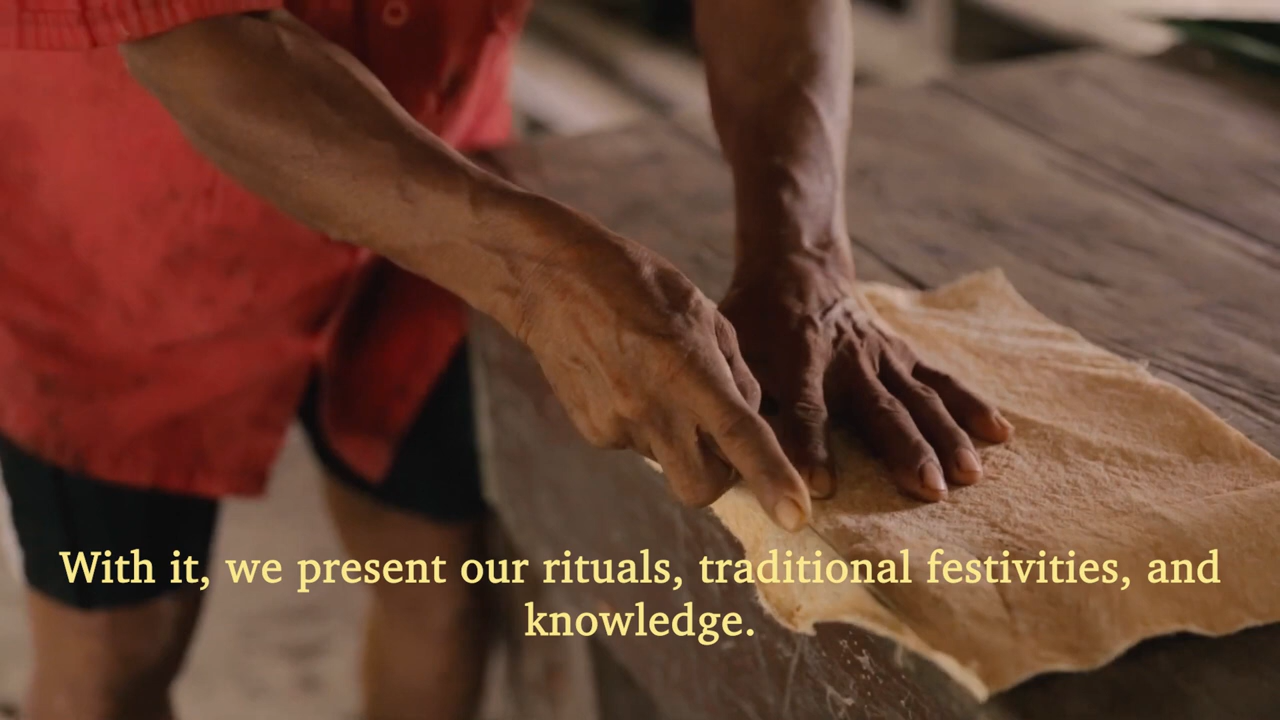 With it, we present our rituals, traditional festivities, and
knowledge.